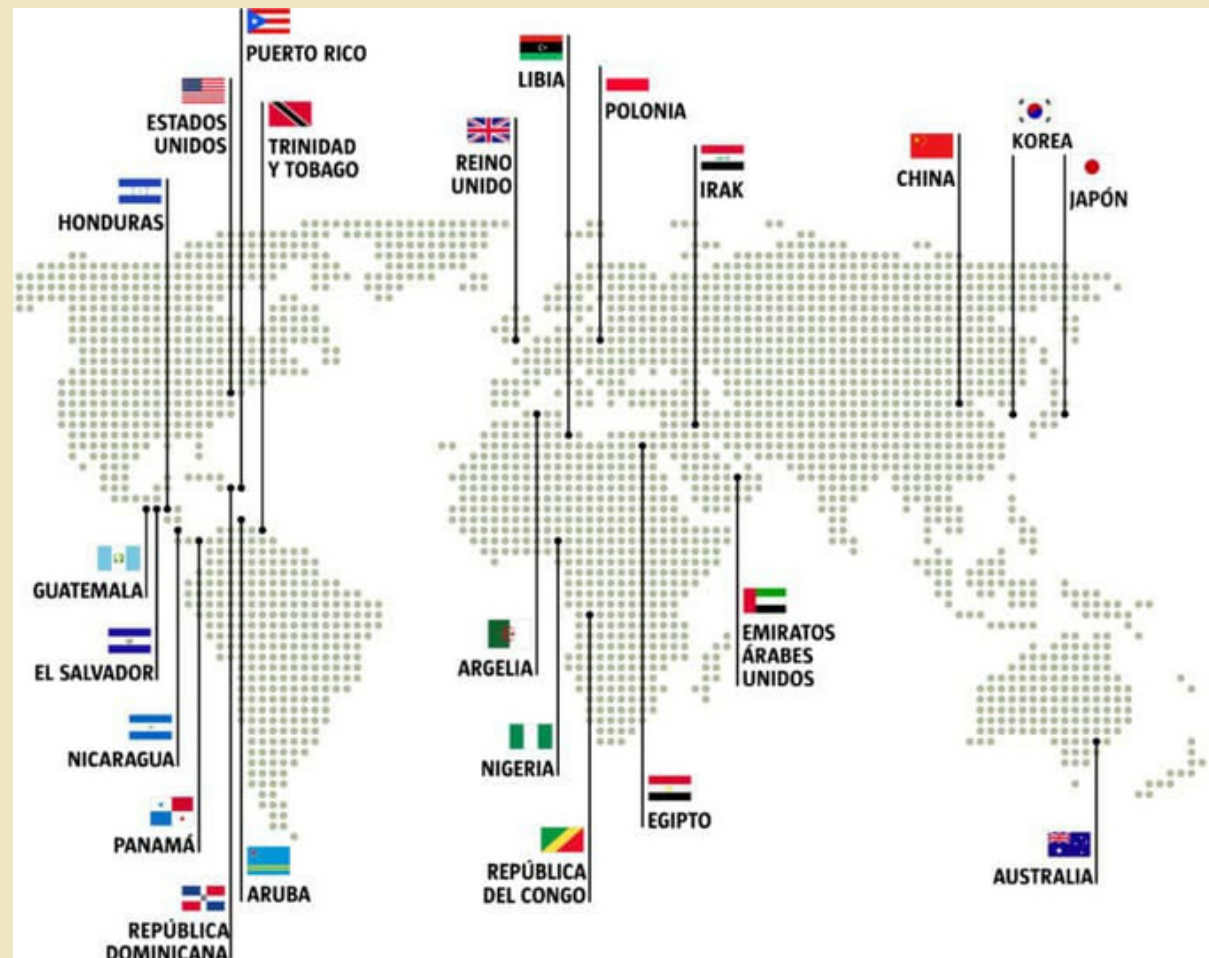 PUERTO RICO
ESTADOS
UNIDOS
TRINIDAD
Y TOBAGO
HONDURAS
LIBIA
POLONIA
REINO
UNIDO
IRAK
CHINA
KOREA
JAPÓN
GUATEMALA
EL SALVADOR
NICARAGUA
PANAMÁ
REPÚBLICA
DOMINICANA
ARUBA
ARGELIA
NIGERIA
REPÚBLICA
DEL CONGO
EGIPTO
EMIRATOS
ÁRABES
UNIDOS
AUSTRALIA